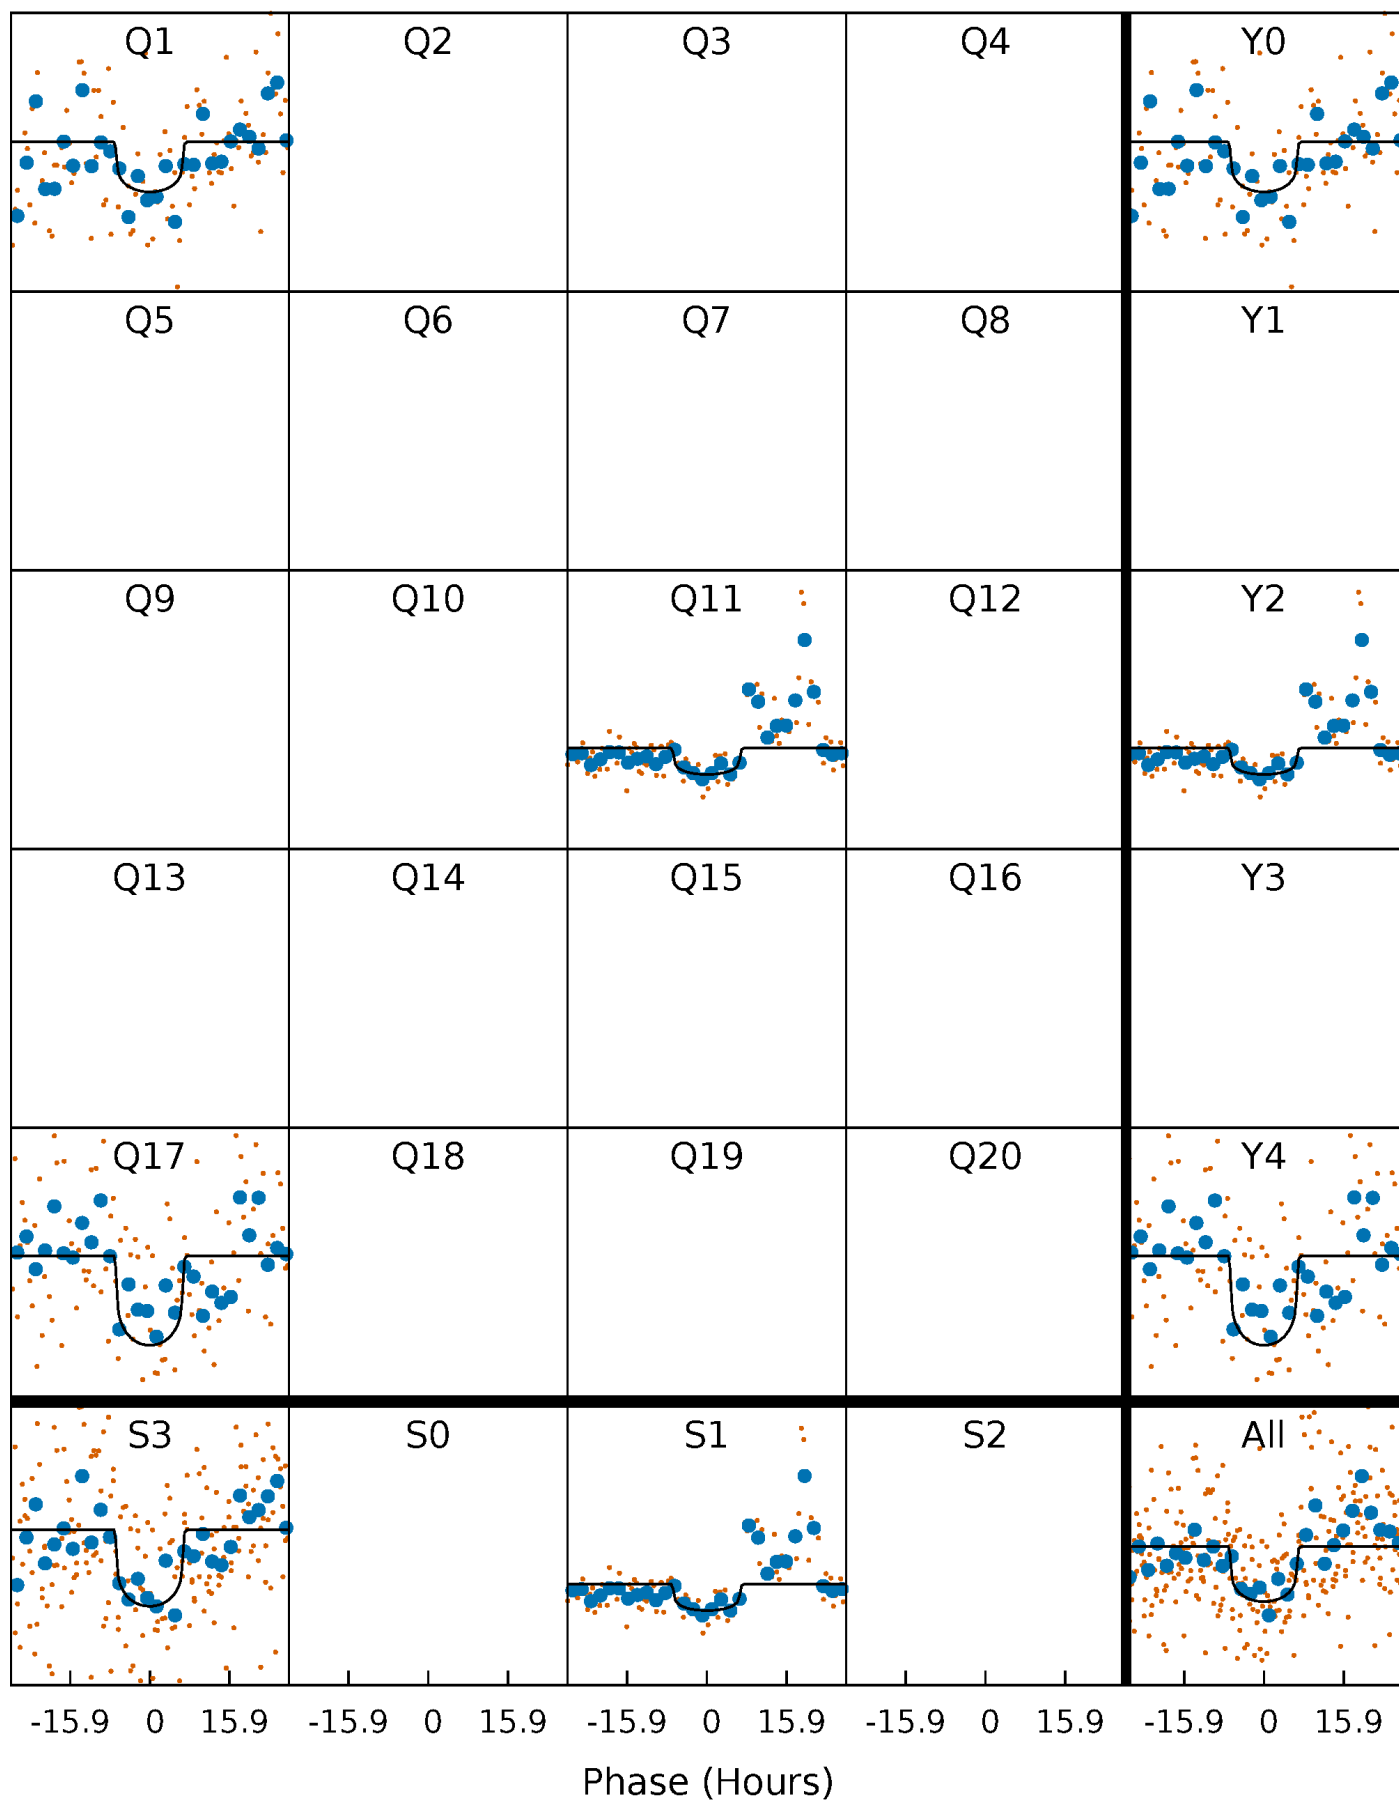 Q1 Q2 Q3 Q4 Y0
Q5 Q6 Q7 Q8 Y1
Q9 Q10 Q11 Q12 Y2
Q13 Q14 Q15 Q16 Y3
Q17 Q18 Q19 Q20 Y4
S3 S0 S1 S2 All
-15.9 0 15.9 -15.9 0 15.9 -15.9 0 15.9 -15.9 0 15.9 -15.9 0 15.9
Phase (Hours)